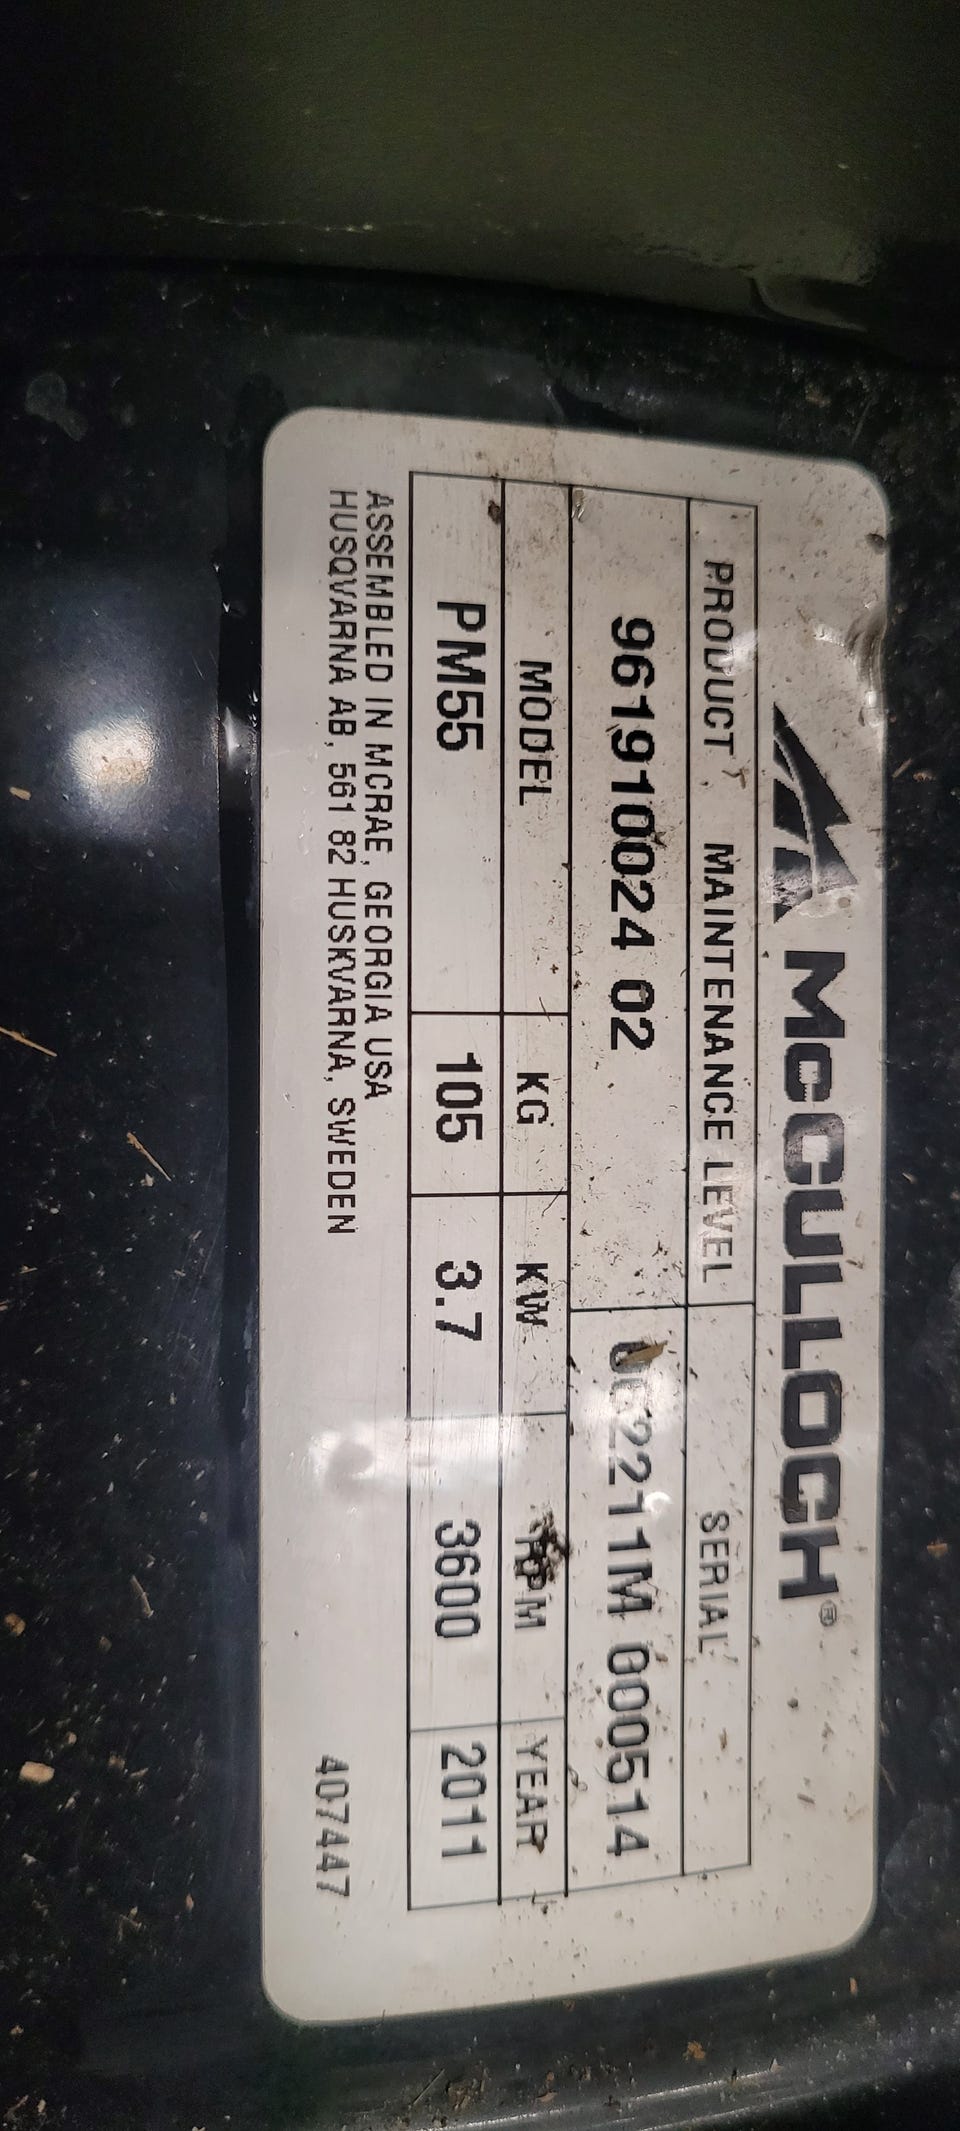 McCULLOCH®
PRODUCT MAINTENANCE LEVEL SERIAL
961910024 02 000514
MODEL KG KW RPM YEAR
PM55 105 3.7 3600 2011
ASSEMBLED IN MCRAE, GEORGIA USA
HUSQVARNA AB, 561 82 HUSKVARNA, SWEDEN
407447